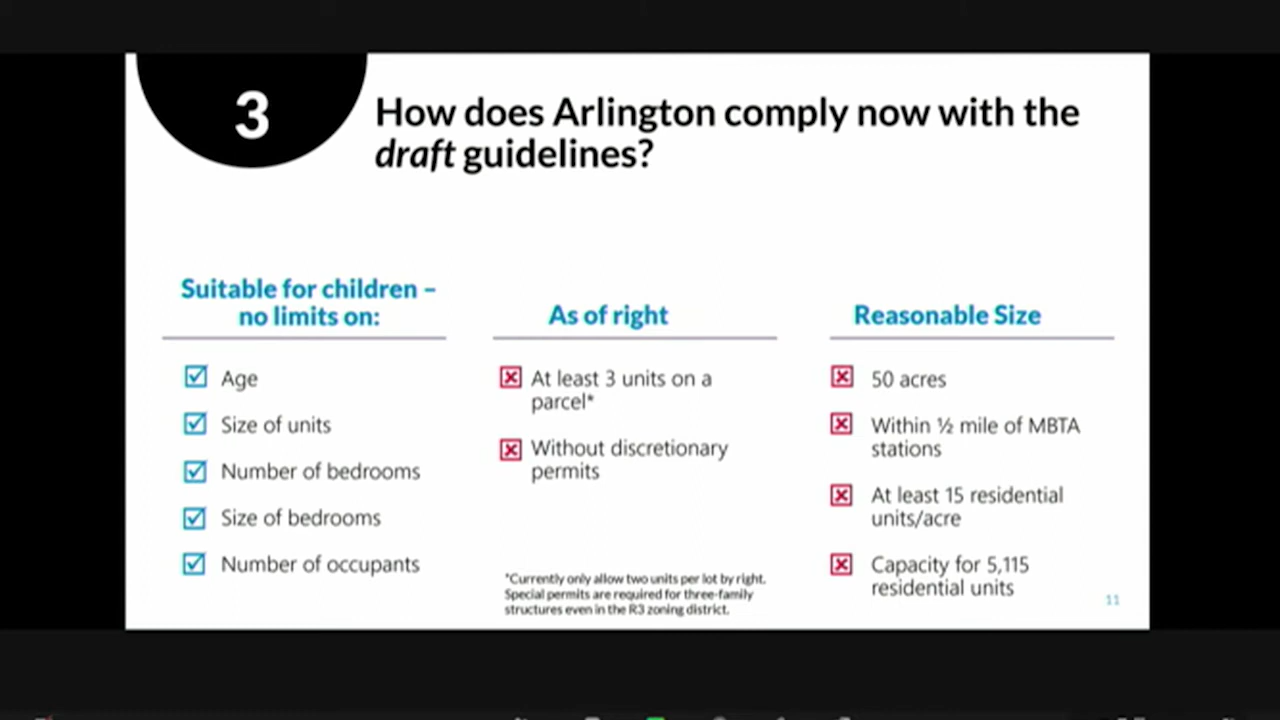 3
How does Arlington comply now with the
draft guidelines?
Suitable for children –
no limits on:
Age
Size of units
Number of bedrooms
Size of bedrooms
Number of occupants
As of right
At least 3 units on a
parcel*
Without discretionary
permits
*Currently only allow two units per lot by right.
Special permits are required for three-family
structures even in the R3 zoning district.
Reasonable Size
50 acres
Within ½ mile of MBTA
stations
At least 15 residential
units/acre
Capacity for 5,115
residential units
11